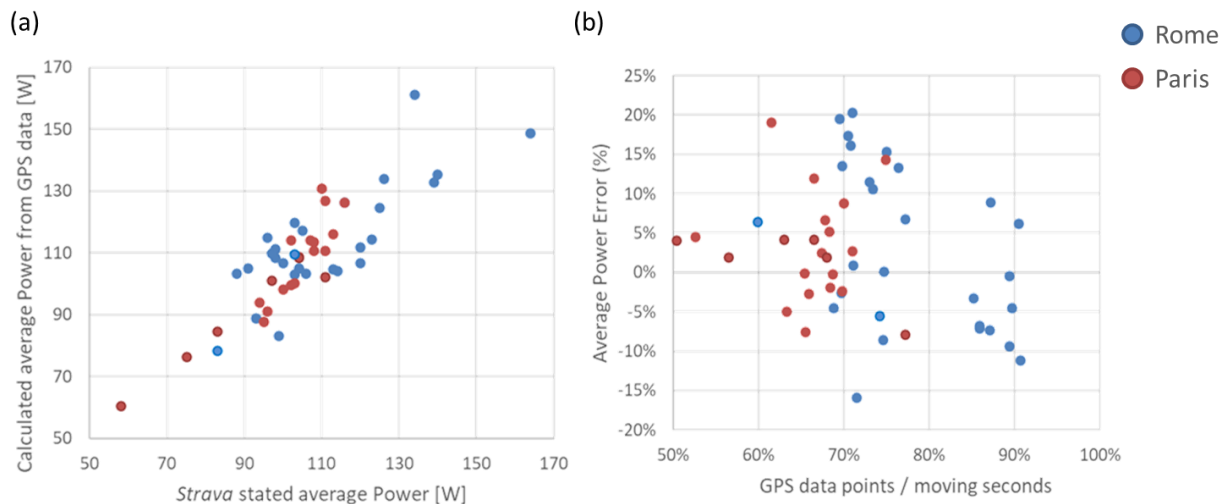 (a)
(b)
Rome
Paris
Calculated average Power from GPS data [W]
170
150
130
110
90
70
50
50 70 90 110 130 150 170
Strava stated average Power [W]
Average Power Error (%)
25%
20%
15%
10%
5%
0%
-5%
-10%
-15%
-20%
50% 60% 70% 80% 90% 100%
GPS data points / moving seconds